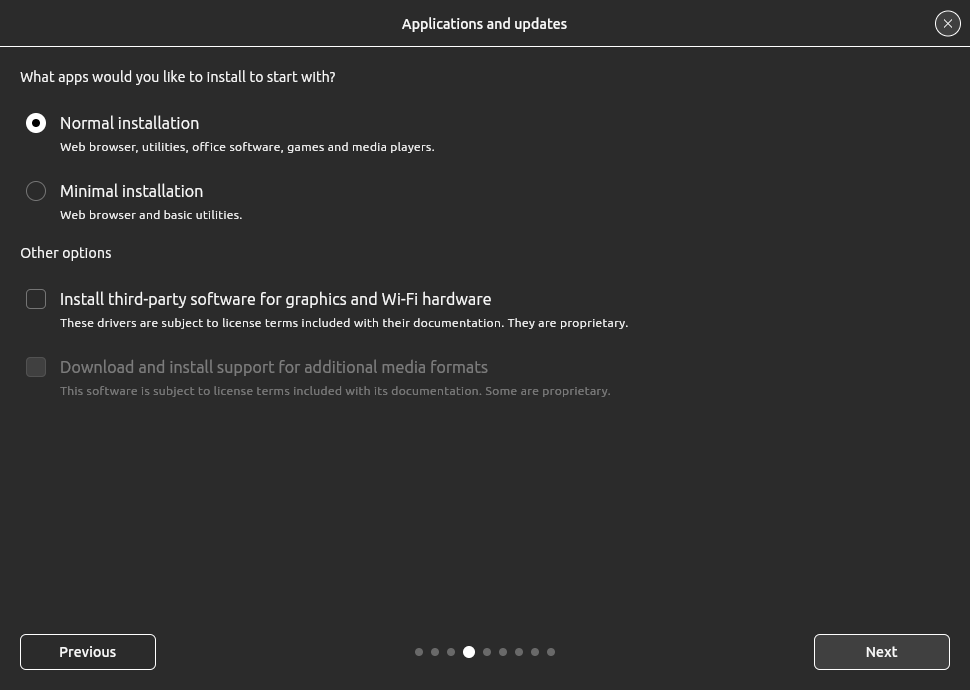 Applications and updates
What apps would you like to install to start with?
Normal installation
Web browser, utilities, office software, games and media players.
Minimal installation
Web browser and basic utilities.
Other options
Install third-party software for graphics and Wi-Fi hardware
These drivers are subject to license terms included with their documentation. They are proprietary.
Download and install support for additional media formats
This software is subject to license terms included with its documentation. Some are proprietary.
Previous
Next